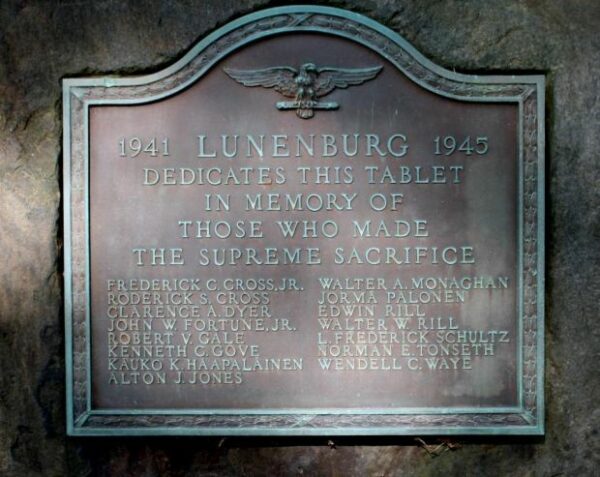 1941 LUNENBURG 1945
DEDICATES THIS TABLET
IN MEMORY OF
THOSE WHO MADE
THE SUPREME SACRIFICE
FREDERICK C. CROSS, JR.
RODERICK S. CROSS
CLARENCE A. DYER
JOHN W. FORTUNE, JR.
ROBERT V. GALE
KENNETH C. GOVE
KAUKO K. HAAPALAINEN
ALTON J. JONES
WALTER A. MONAGHAN
JORMA PALONEN
EDWIN RILL
WALTER W. RILL
L. FREDERICK SCHULTZ
NORMAN E. TONSETH
WENDELL C. WAYE